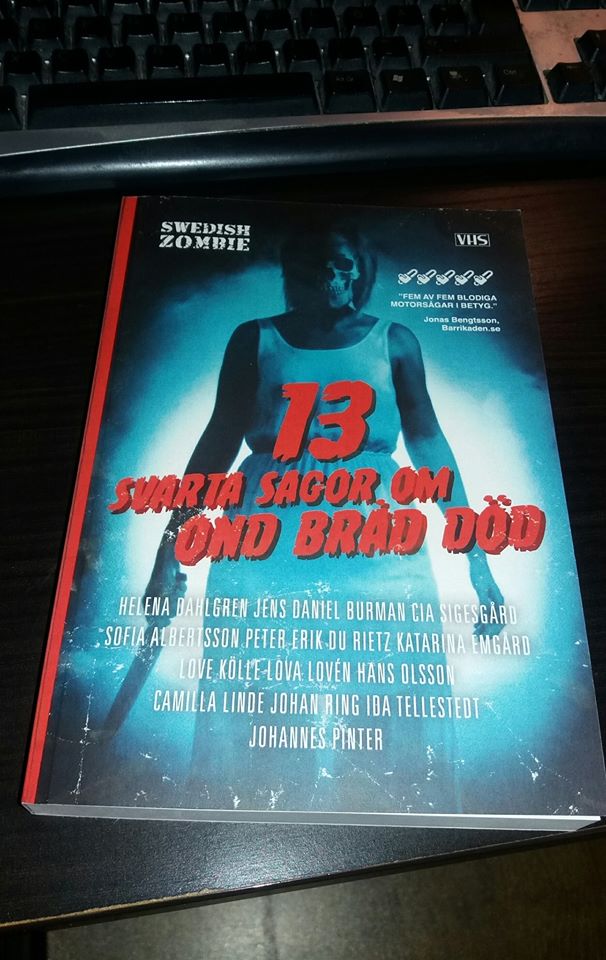 SWEDISH
ZOMBIE
VHS
"FEM AV FEM BLODIGA
MOTORSÅGAR I BETYG."
Jonas Bengtsson,
Barrikaden.se
13
SVARTA SAGOR OM
OND BRÅD DÖD
HELENA DAHLGREN JENS DANIEL BURMAN CIA SIGESGÅRD
SOFIA ALBERTSSON PETER ERIK DU RIETZ KATARINA EMGÅRD
LOVE KÖLLE LOVA LOVÉN HANS OLSSON
CAMILLA LINDE JOHAN RING IDA TELLESTEDT
JOHANNES PINTER